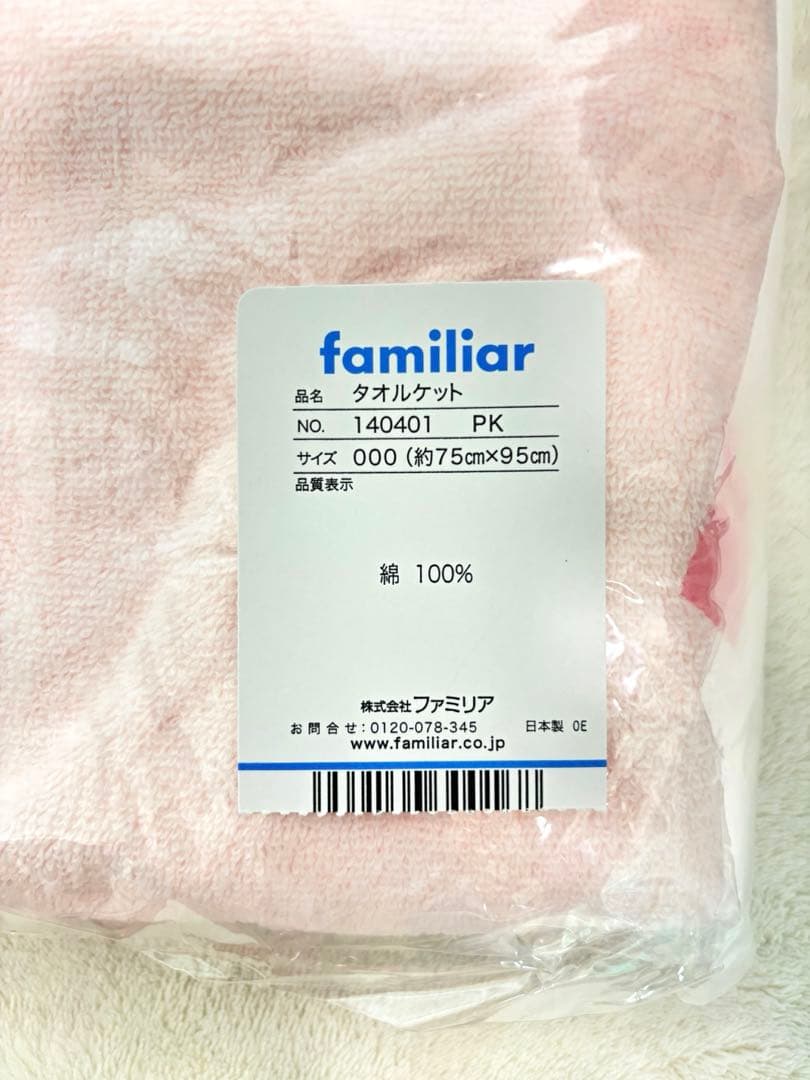 familiar
品名 タオルケット
NO. 140401 PK
サイズ 000 (約75㎝×95㎝)
品質表示
綿 100%
株式会社ファミリア
お問合せ:0120-078-345 日本製 0E
www.familiar.co.jp